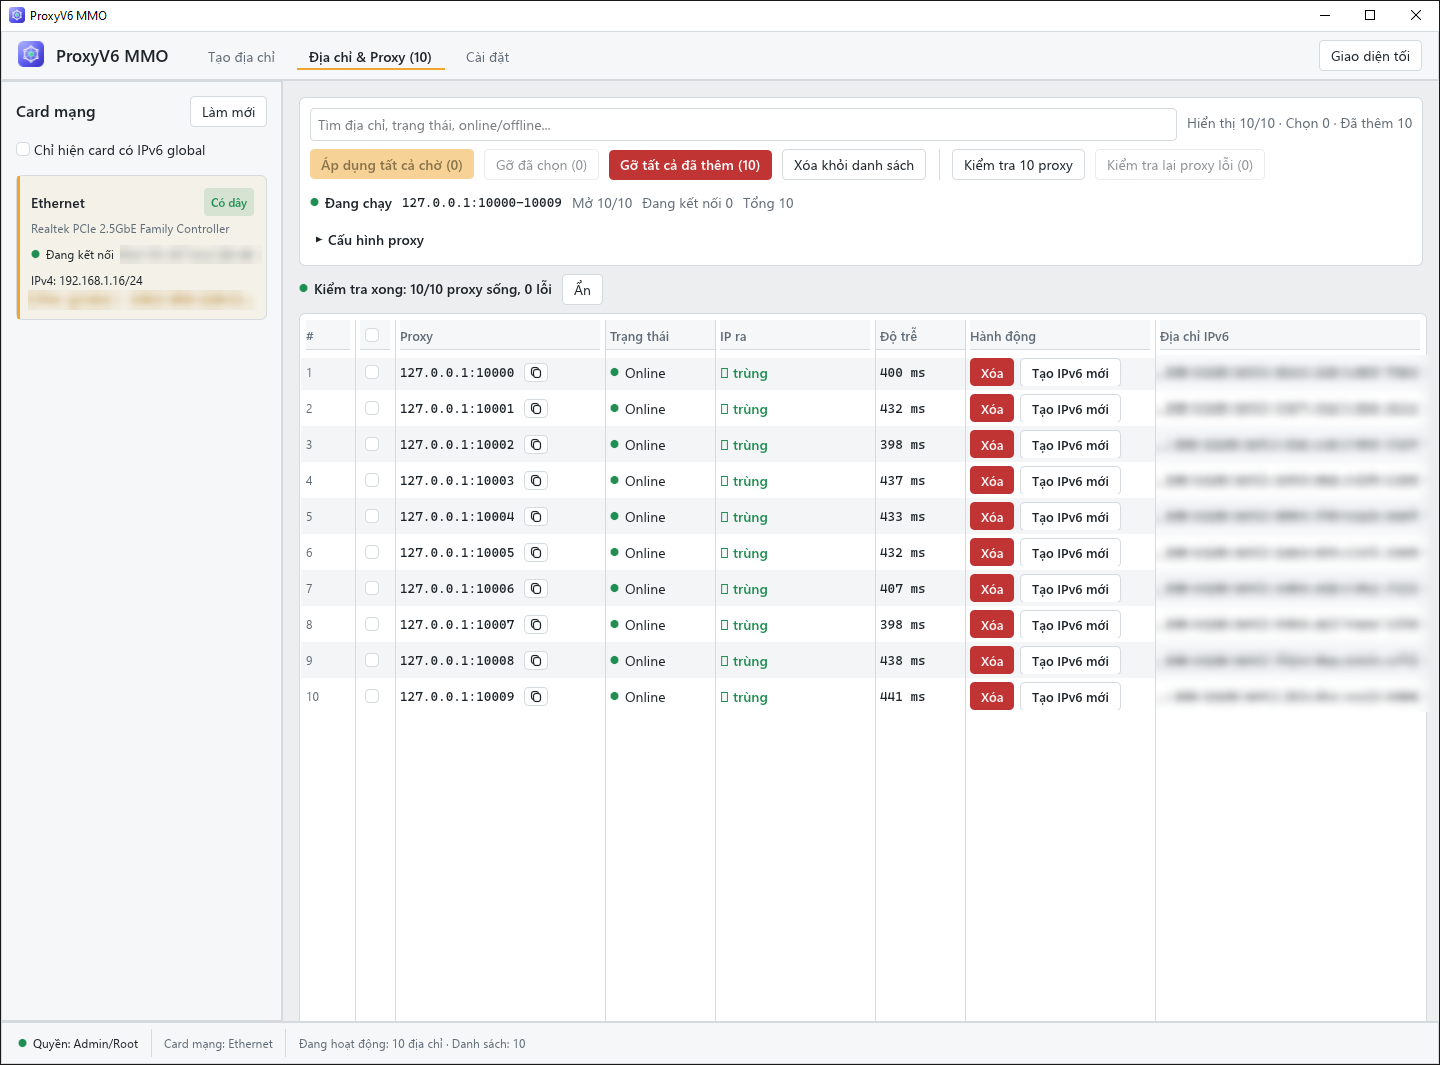 ProxyV6 MMO
ProxyV6 MMO
Tạo địa chỉ
Địa chỉ & Proxy (10)
Cài đặt
Giao diện tối
Card mạng
Làm mới
Chỉ hiện card có IPv6 global
Ethernet
Có dây
Realtek PCIe 2.5GbE Family Controller
Đang kết nối
IPv4: 192.168.1.16/24
Tìm địa chỉ, trạng thái, online/offline...
Hiển thị 10/10 · Chọn 0 · Đã thêm 10
Áp dụng tất cả chờ (0)
Gỡ đã chọn (0)
Gỡ tất cả đã thêm (10)
Xóa khỏi danh sách
Kiểm tra 10 proxy
Kiểm tra lại proxy lỗi (0)
Đang chạy 127.0.0.1:10000–10009 Mở 10/10 Đang kết nối 0 Tổng 10
Cấu hình proxy
Kiểm tra xong: 10/10 proxy sống, 0 lỗi
Ẩn
# Proxy Trạng thái IP ra Độ trễ Hành động Địa chỉ IPv6
1 127.0.0.1:10000 Online trùng 400 ms Xóa Tạo IPv6 mới
2 127.0.0.1:10001 Online trùng 432 ms Xóa Tạo IPv6 mới
3 127.0.0.1:10002 Online trùng 398 ms Xóa Tạo IPv6 mới
4 127.0.0.1:10003 Online trùng 437 ms Xóa Tạo IPv6 mới
5 127.0.0.1:10004 Online trùng 433 ms Xóa Tạo IPv6 mới
6 127.0.0.1:10005 Online trùng 432 ms Xóa Tạo IPv6 mới
7 127.0.0.1:10006 Online trùng 407 ms Xóa Tạo IPv6 mới
8 127.0.0.1:10007 Online trùng 398 ms Xóa Tạo IPv6 mới
9 127.0.0.1:10008 Online trùng 438 ms Xóa Tạo IPv6 mới
10 127.0.0.1:10009 Online trùng 441 ms Xóa Tạo IPv6 mới
Quyền: Admin/Root
Card mạng: Ethernet
Đang hoạt động: 10 địa chỉ · Danh sách: 10